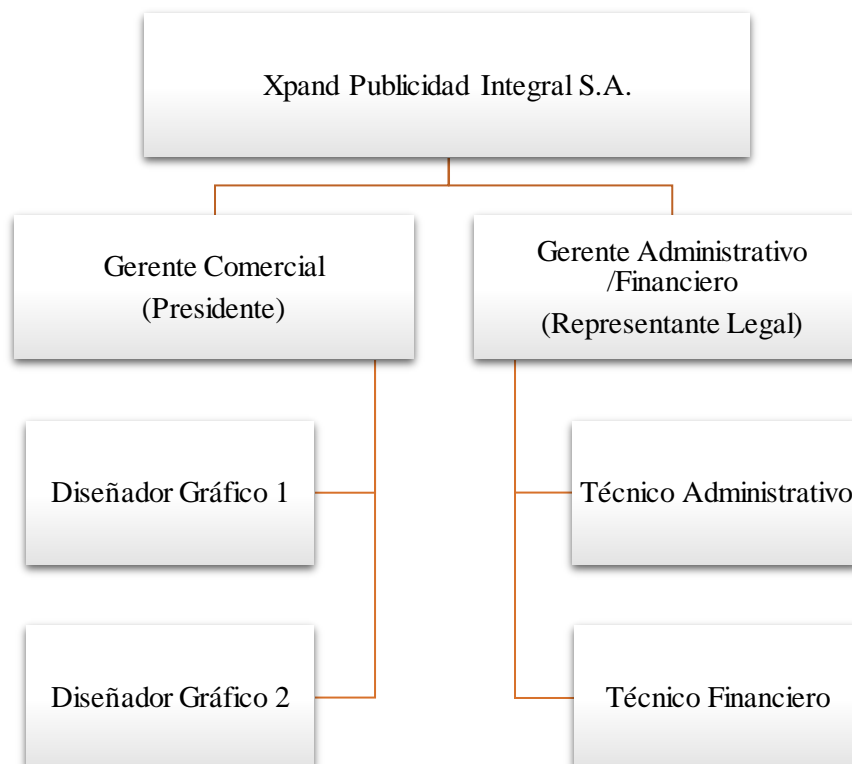 Xpand Publicidad Integral S.A.
Gerente Comercial
(Presidente)
Gerente Administrativo
/Financiero
(Representante Legal)
Diseñador Gráfico 1
Técnico Administrativo
Diseñador Gráfico 2
Técnico Financiero